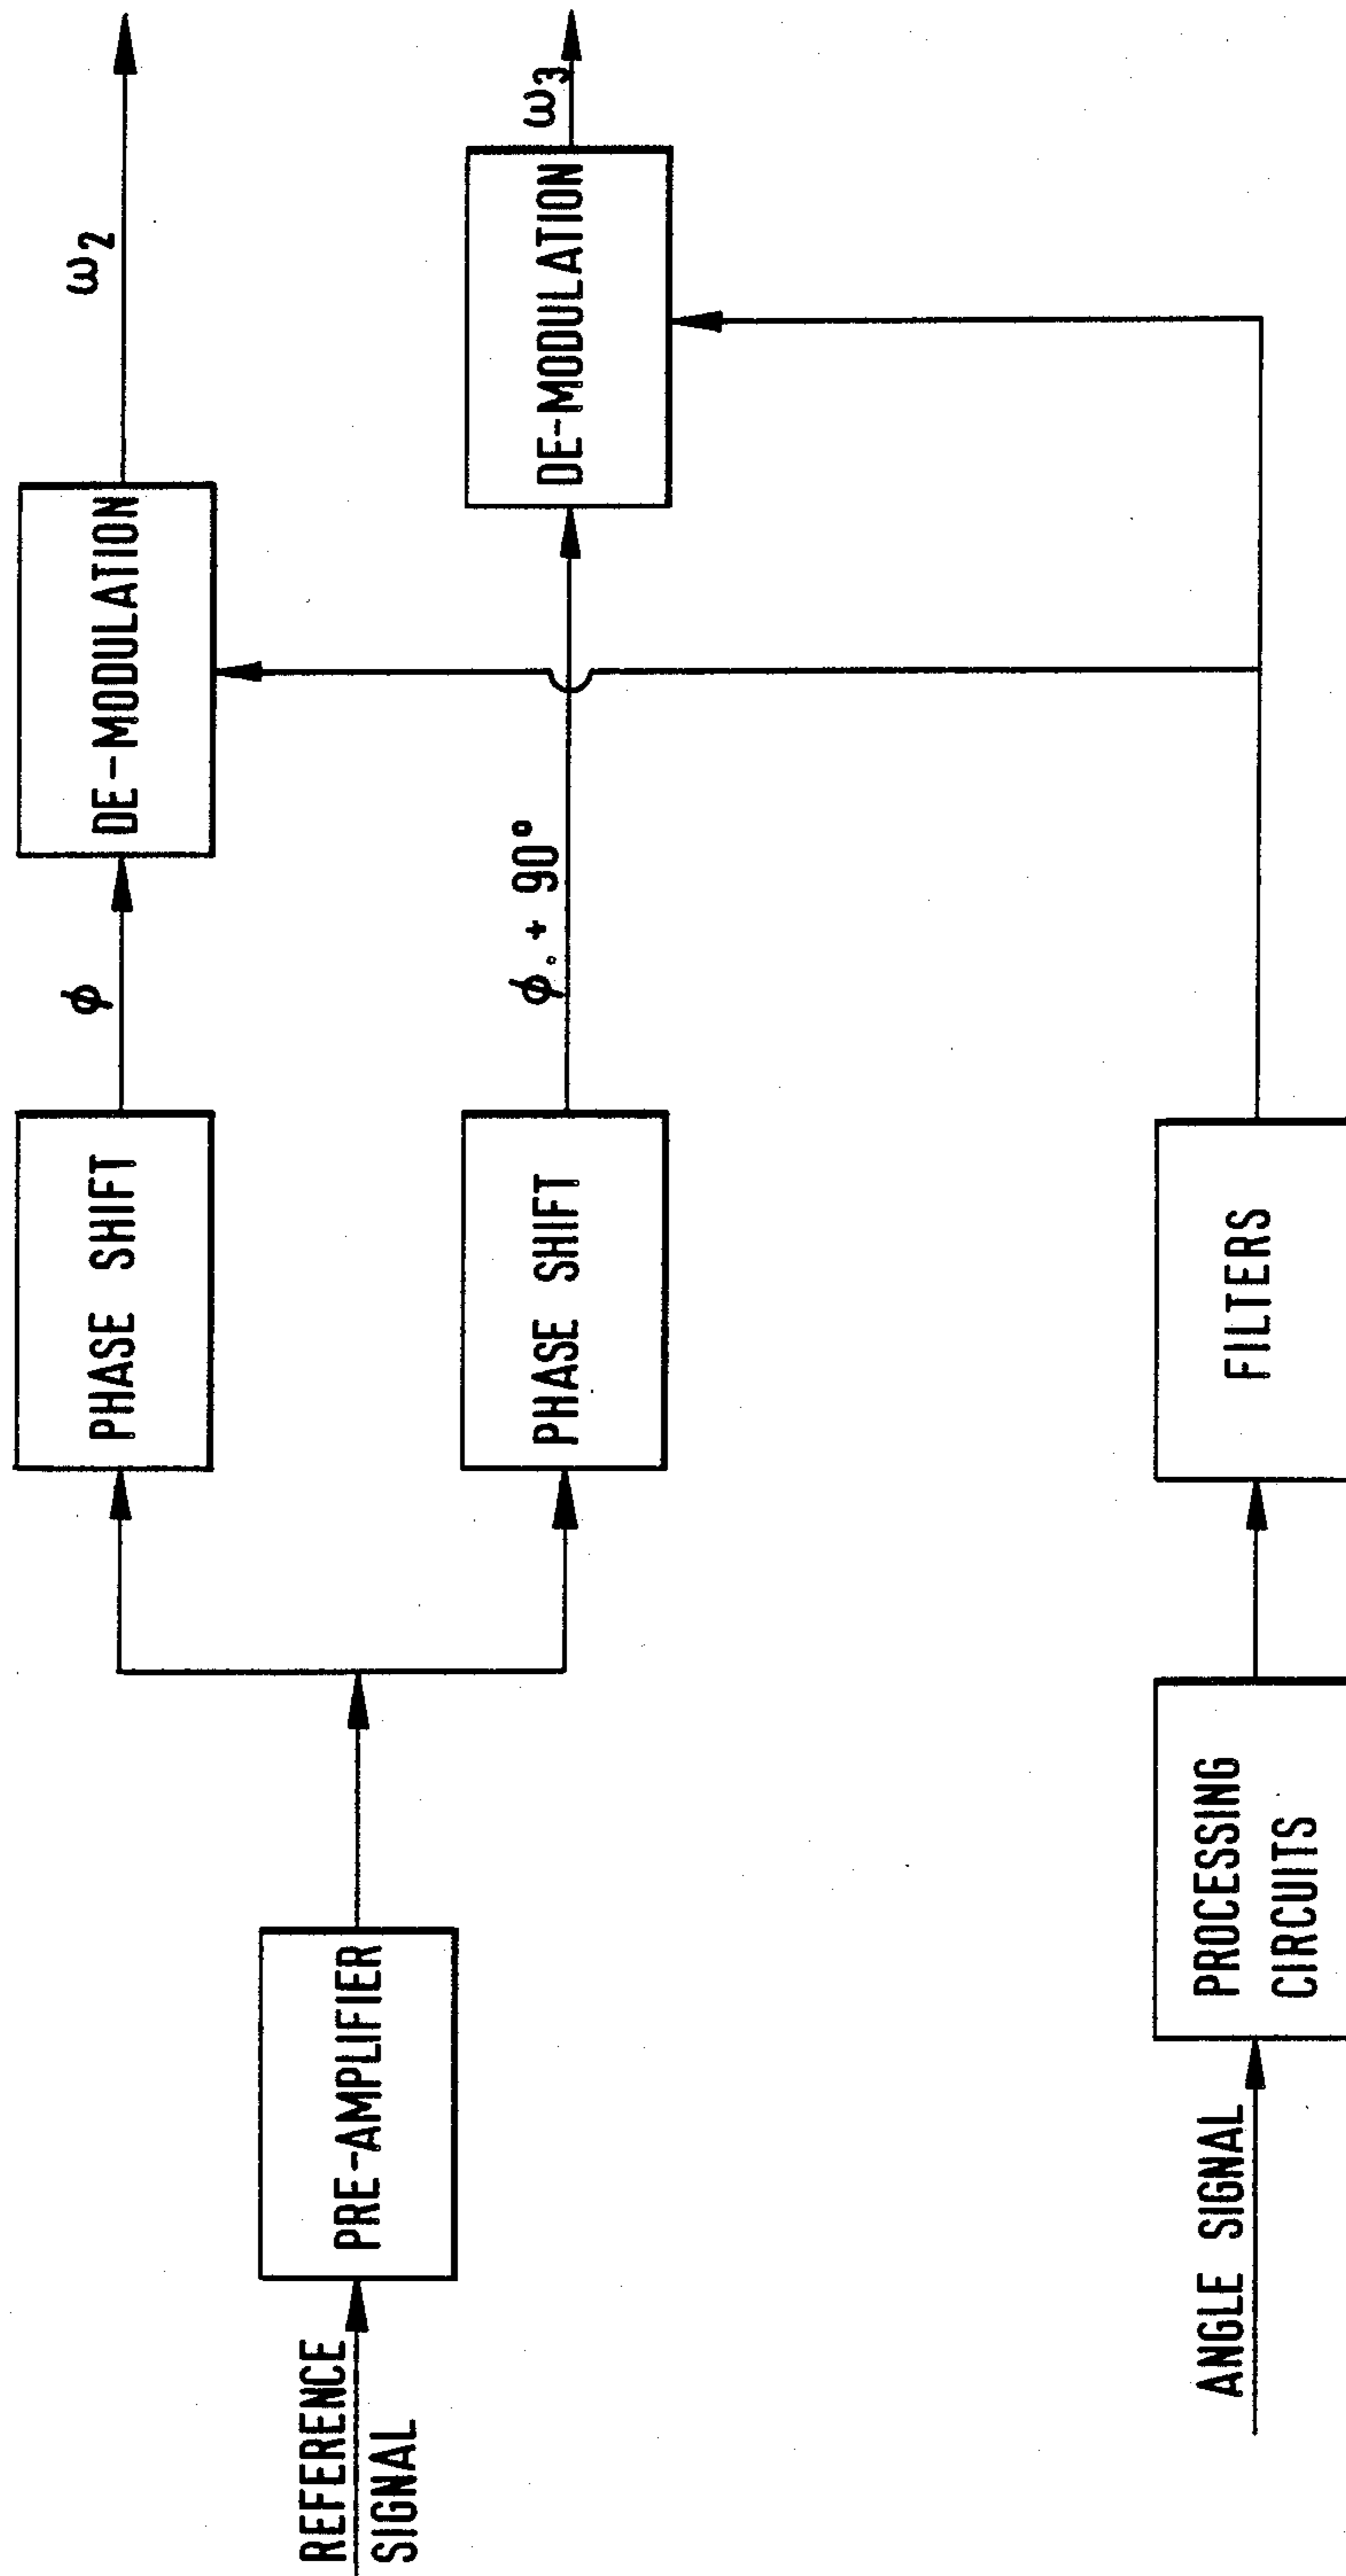 REFERENCE
SIGNAL
PRE-AMPLIFIER
PHASE SHIFT
ϕ
DE-MODULATION
ω2
PHASE SHIFT
ϕ. + 90°
DE-MODULATION
ω3
ANGLE SIGNAL
PROCESSING
CIRCUITS
FILTERS